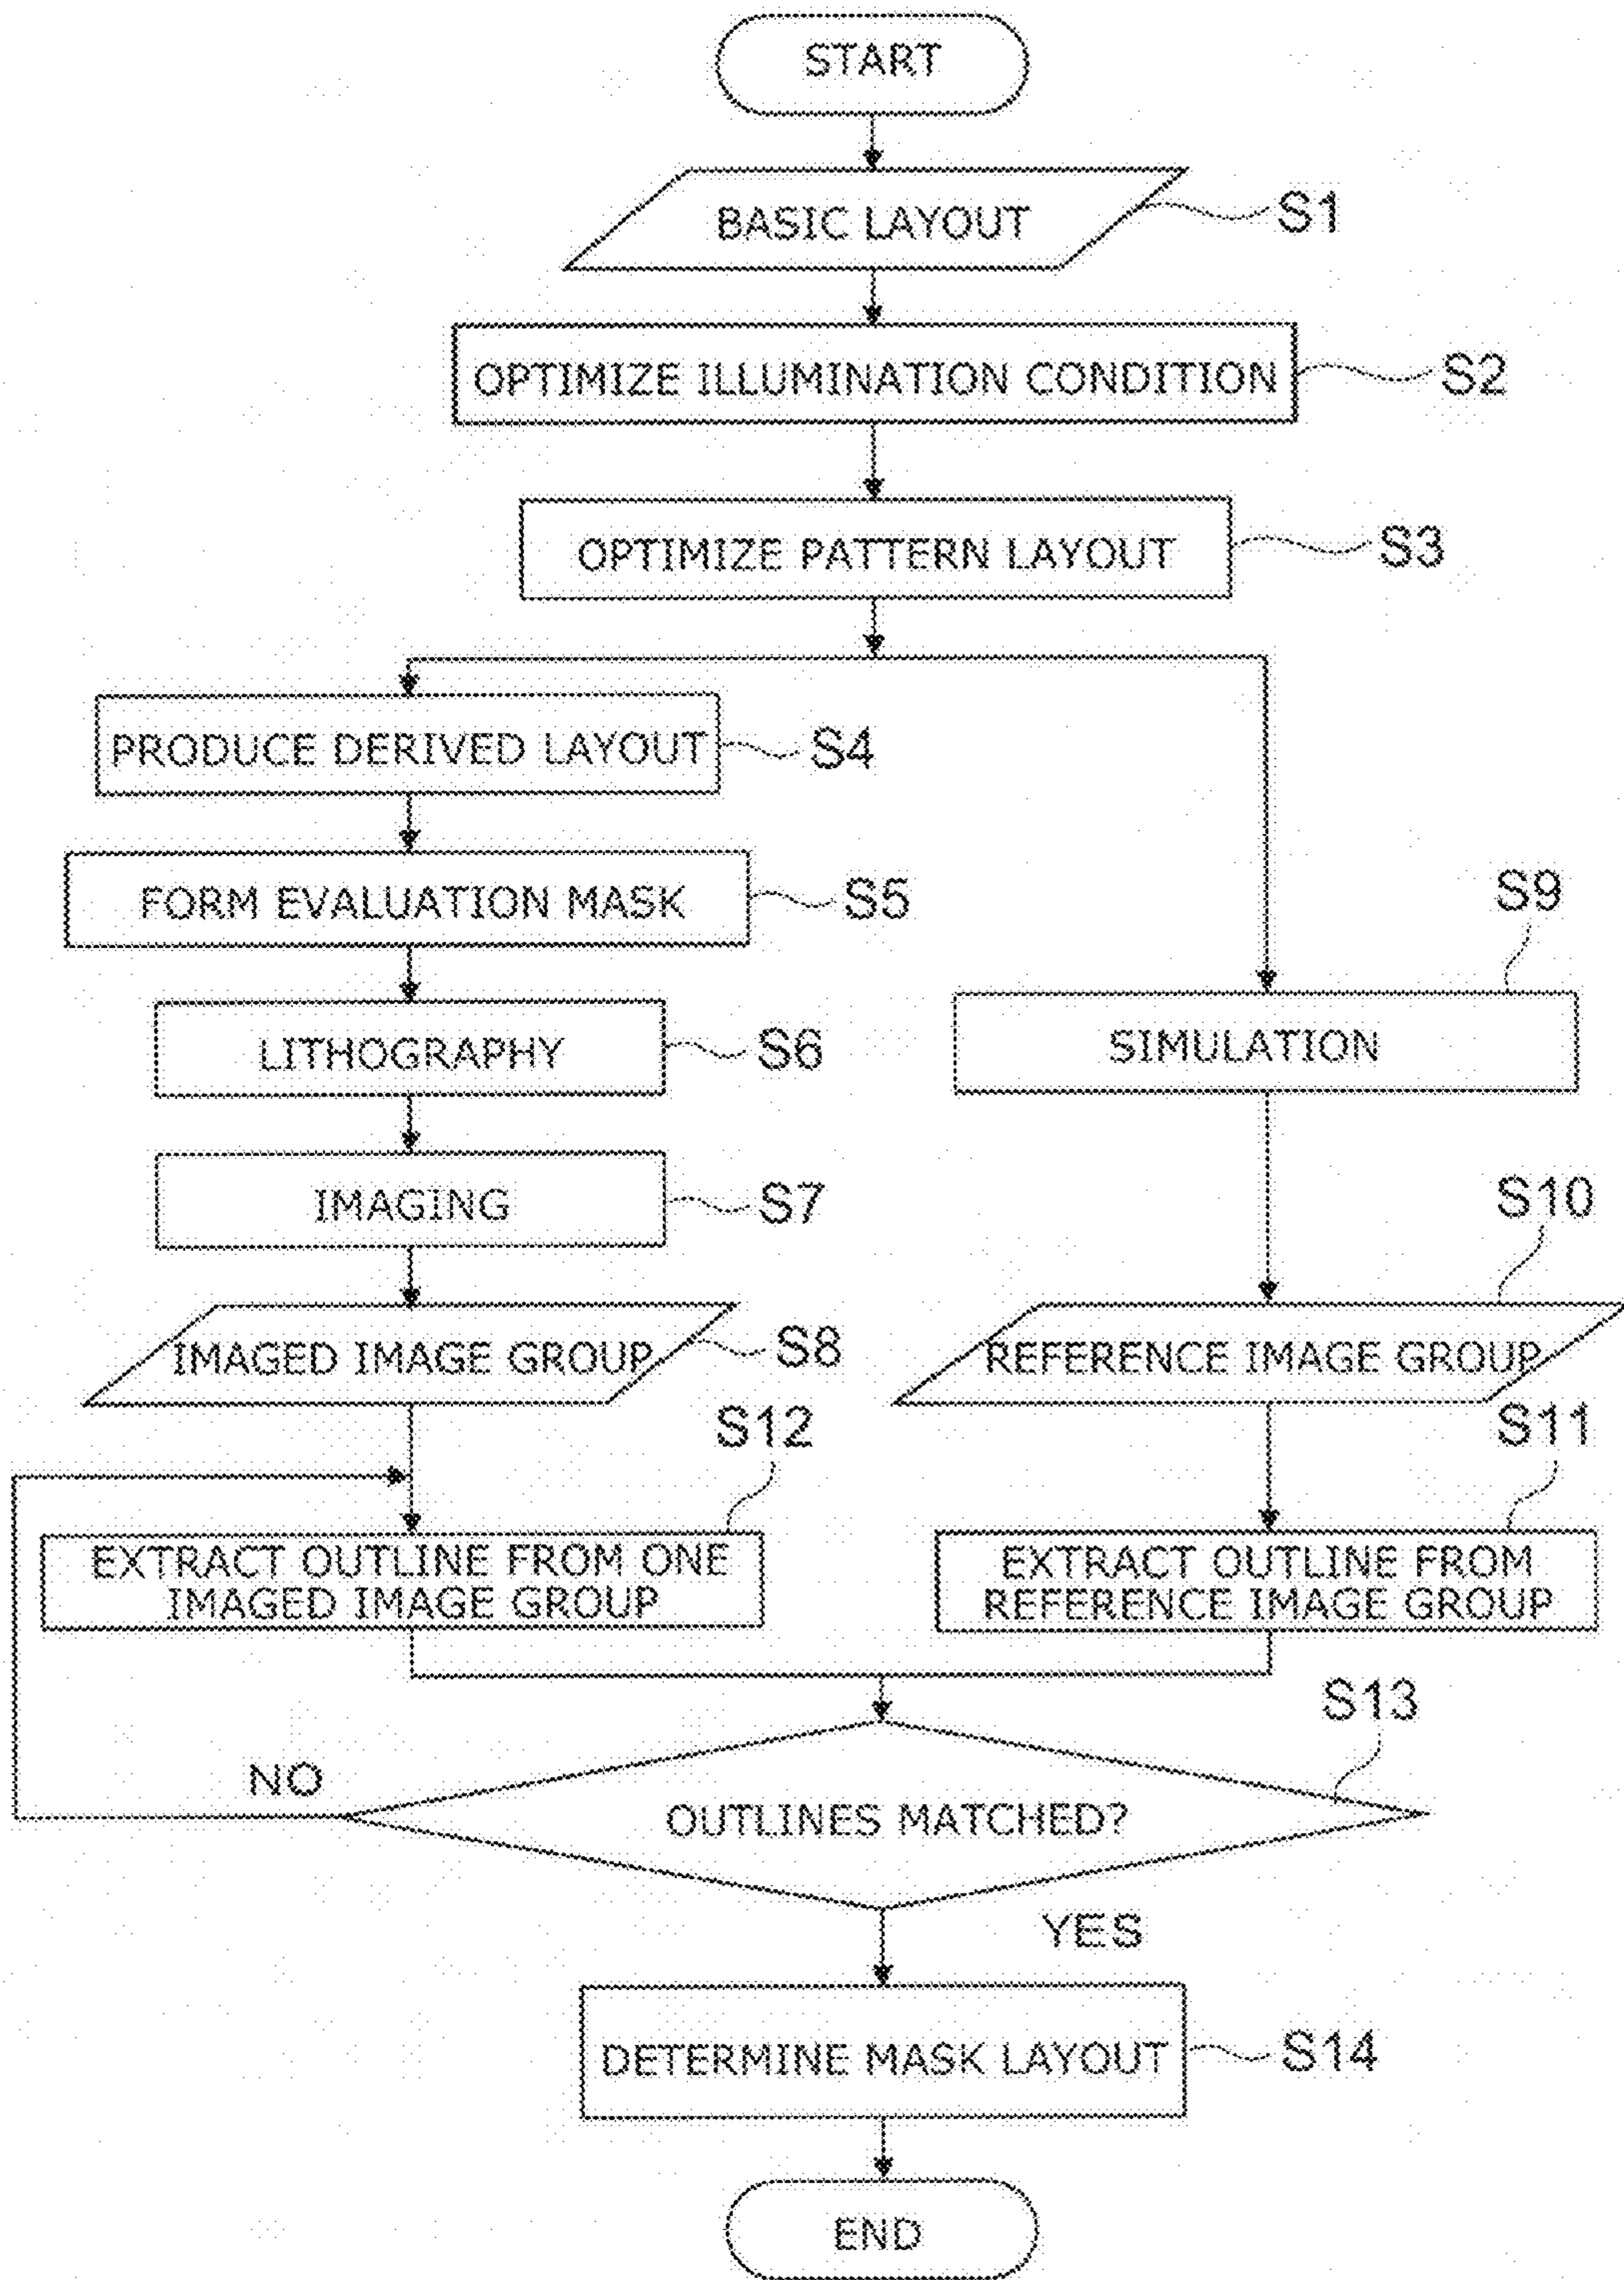 START
BASIC LAYOUT
S1
OPTIMIZE ILLUMINATION CONDITION
S2
OPTIMIZE PATTERN LAYOUT
S3
PRODUCE DERIVED LAYOUT
S4
FORM EVALUATION MASK
S5
S9
LITHOGRAPHY
S6
SIMULATION
IMAGING
S7
S10
IMAGED IMAGE GROUP
S8
REFERENCE IMAGE GROUP
S12
S11
EXTRACT OUTLINE FROM ONE
IMAGED IMAGE GROUP
EXTRACT OUTLINE FROM
REFERENCE IMAGE GROUP
S13
NO
OUTLINES MATCHED?
YES
DETERMINE MASK LAYOUT
S14
END